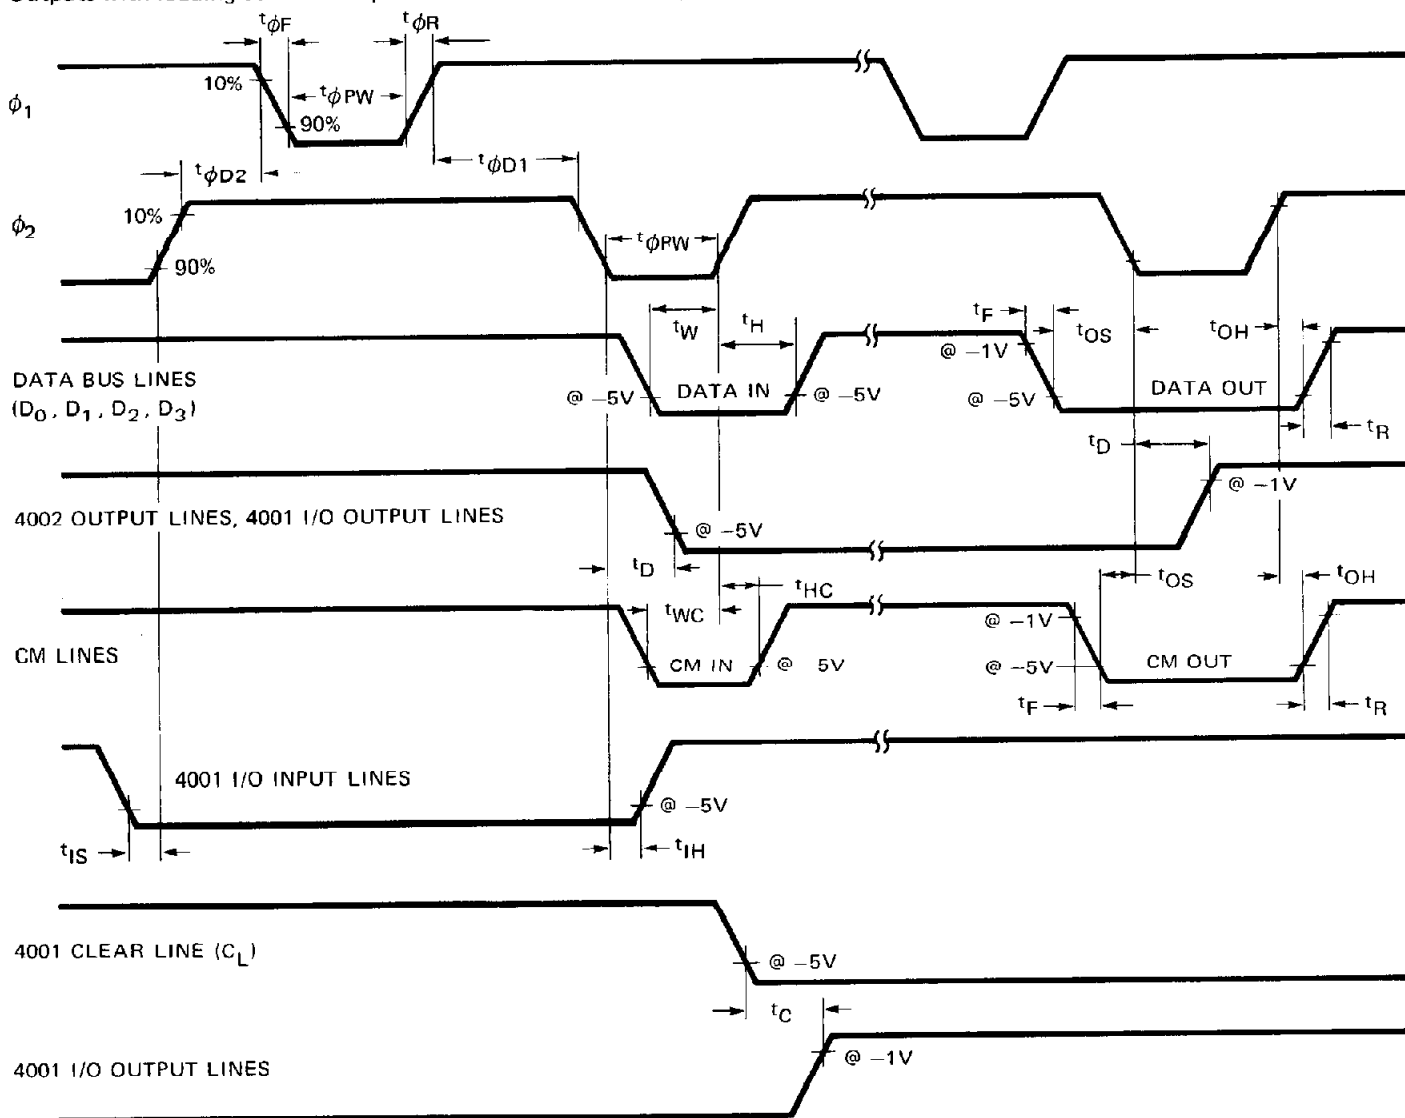 tϕF
tϕR
10%
tϕPW
ϕ1
90%
tϕD2
tϕD1
10%
ϕ2
tϕPW
90%
tF
tW
tH
tOS
tOH
@ −1V
DATA BUS LINES
(D0, D1, D2, D3)
@ −5V
DATA IN
@ −5V
@ −5V
DATA OUT
tR
tD
@ −1V
4002 OUTPUT LINES, 4001 I/O OUTPUT LINES
@ −5V
tD
tHC
tOS
tOH
tWC
@ −1V
CM LINES
CM IN
@ 5V
@ −5V
CM OUT
tF
tR
4001 I/O INPUT LINES
@ −5V
tIS
tIH
4001 CLEAR LINE (CL)
@ −5V
tC
4001 I/O OUTPUT LINES
@ −1V